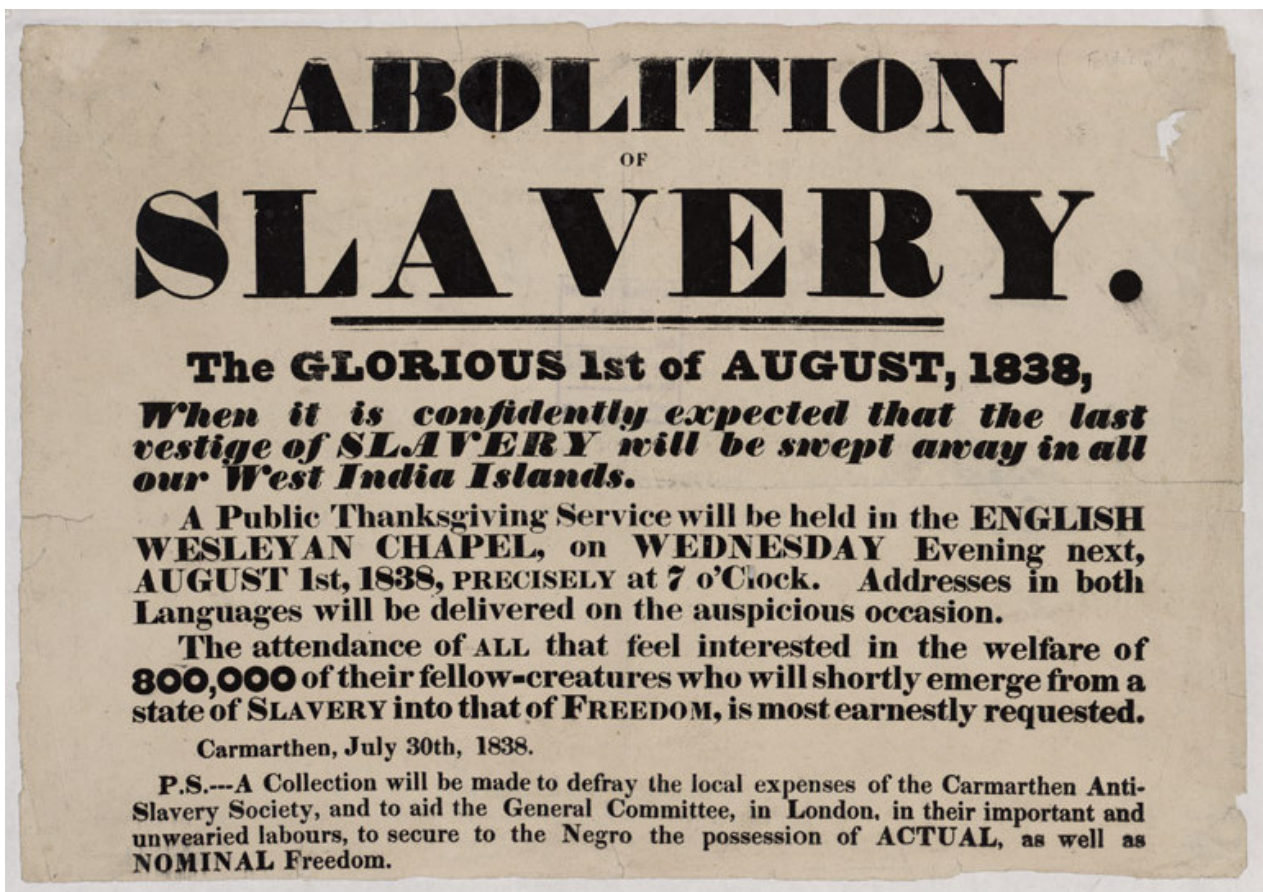 ABOLITION
OF
SLAVERY.
The GLORIOUS 1st of AUGUST, 1838,
When it is confidently expected that the last
vestige of SLAVERY will be swept away in all
our West India Islands.
A Public Thanksgiving Service will be held in the ENGLISH
WESLEYAN CHAPEL, on WEDNESDAY Evening next,
AUGUST 1st, 1838, PRECISELY at 7 o'Clock. Addresses in both
Languages will be delivered on the auspicious occasion.
The attendance of ALL that feel interested in the welfare of
800,000 of their fellow-creatures who will shortly emerge from a
state of SLAVERY into that of FREEDOM, is most earnestly requested.
Carmarthen, July 30th, 1838.
P.S.---A Collection will be made to defray the local expenses of the Carmarthen Anti-
Slavery Society, and to aid the General Committee, in London, in their important and
unwearied labours, to secure to the Negro the possession of ACTUAL, as well as
NOMINAL Freedom.